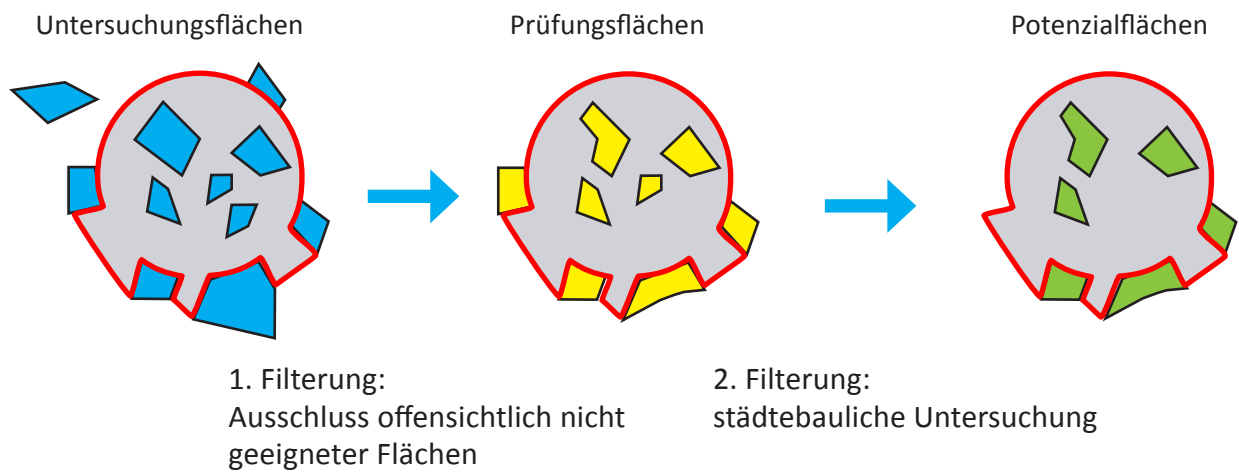 Untersuchungsflächen
Prüfungsflächen
Potenzialflächen
1. Filterung:
Ausschluss offensichtlich nicht
geeigneter Flächen
2. Filterung:
städtebauliche Untersuchung